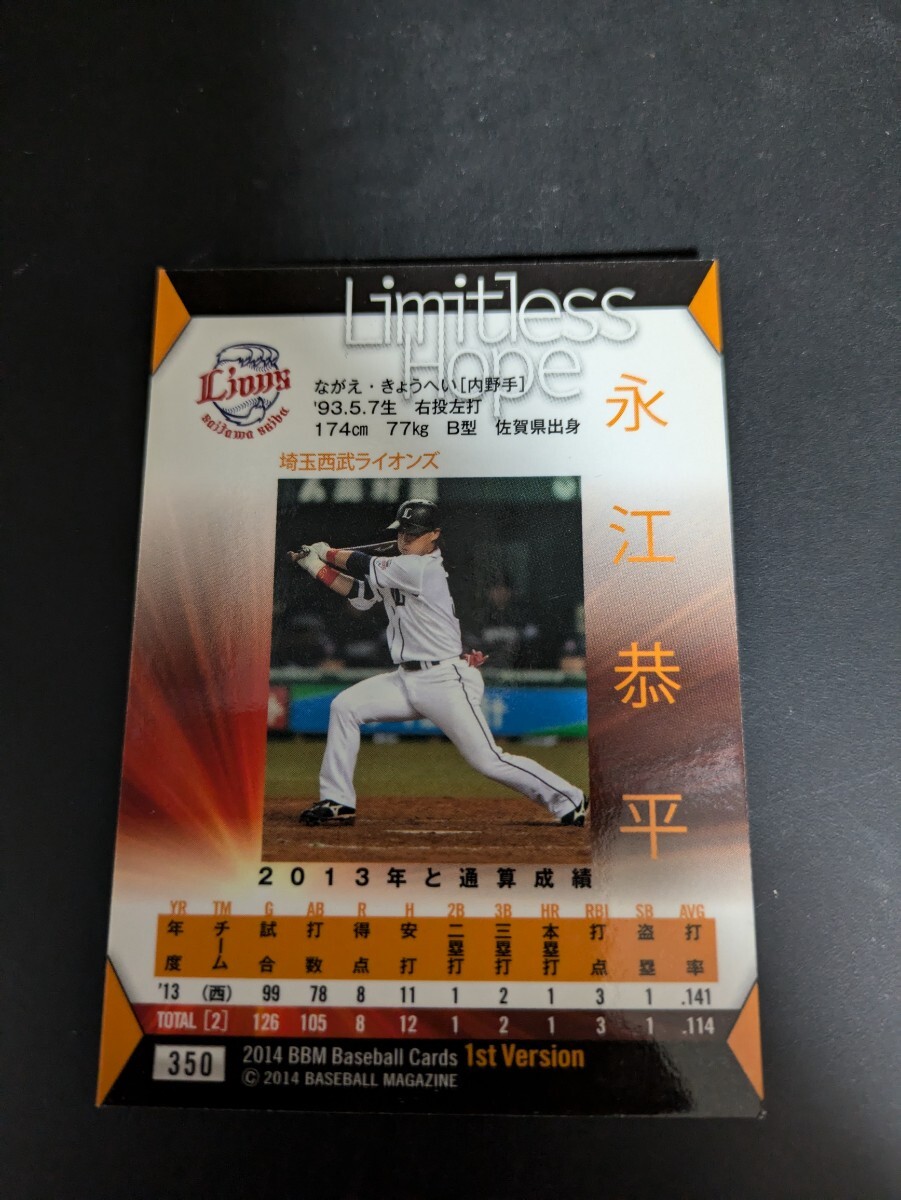 Limitless
Hope
Lions
saitama seibu
ながえ・きょうへい[内野手]
'93.5.7生 右投左打
174cm 77kg B型 佐賀県出身
埼玉西武ライオンズ
永江恭平
L
2013年と通算成績
YR TM G AB R H 2B 3B HR RBI SB AVG
年度 チーム 試合 打数 得点 安打 二塁打 三塁打 本塁打 打点 盗塁 打率
'13 (西) 99 78 8 11 1 2 1 3 1 .141
TOTAL [2] 126 105 8 12 1 2 1 3 1 .114
350 2014 BBM Baseball Cards 1st Version
© 2014 BASEBALL MAGAZINE